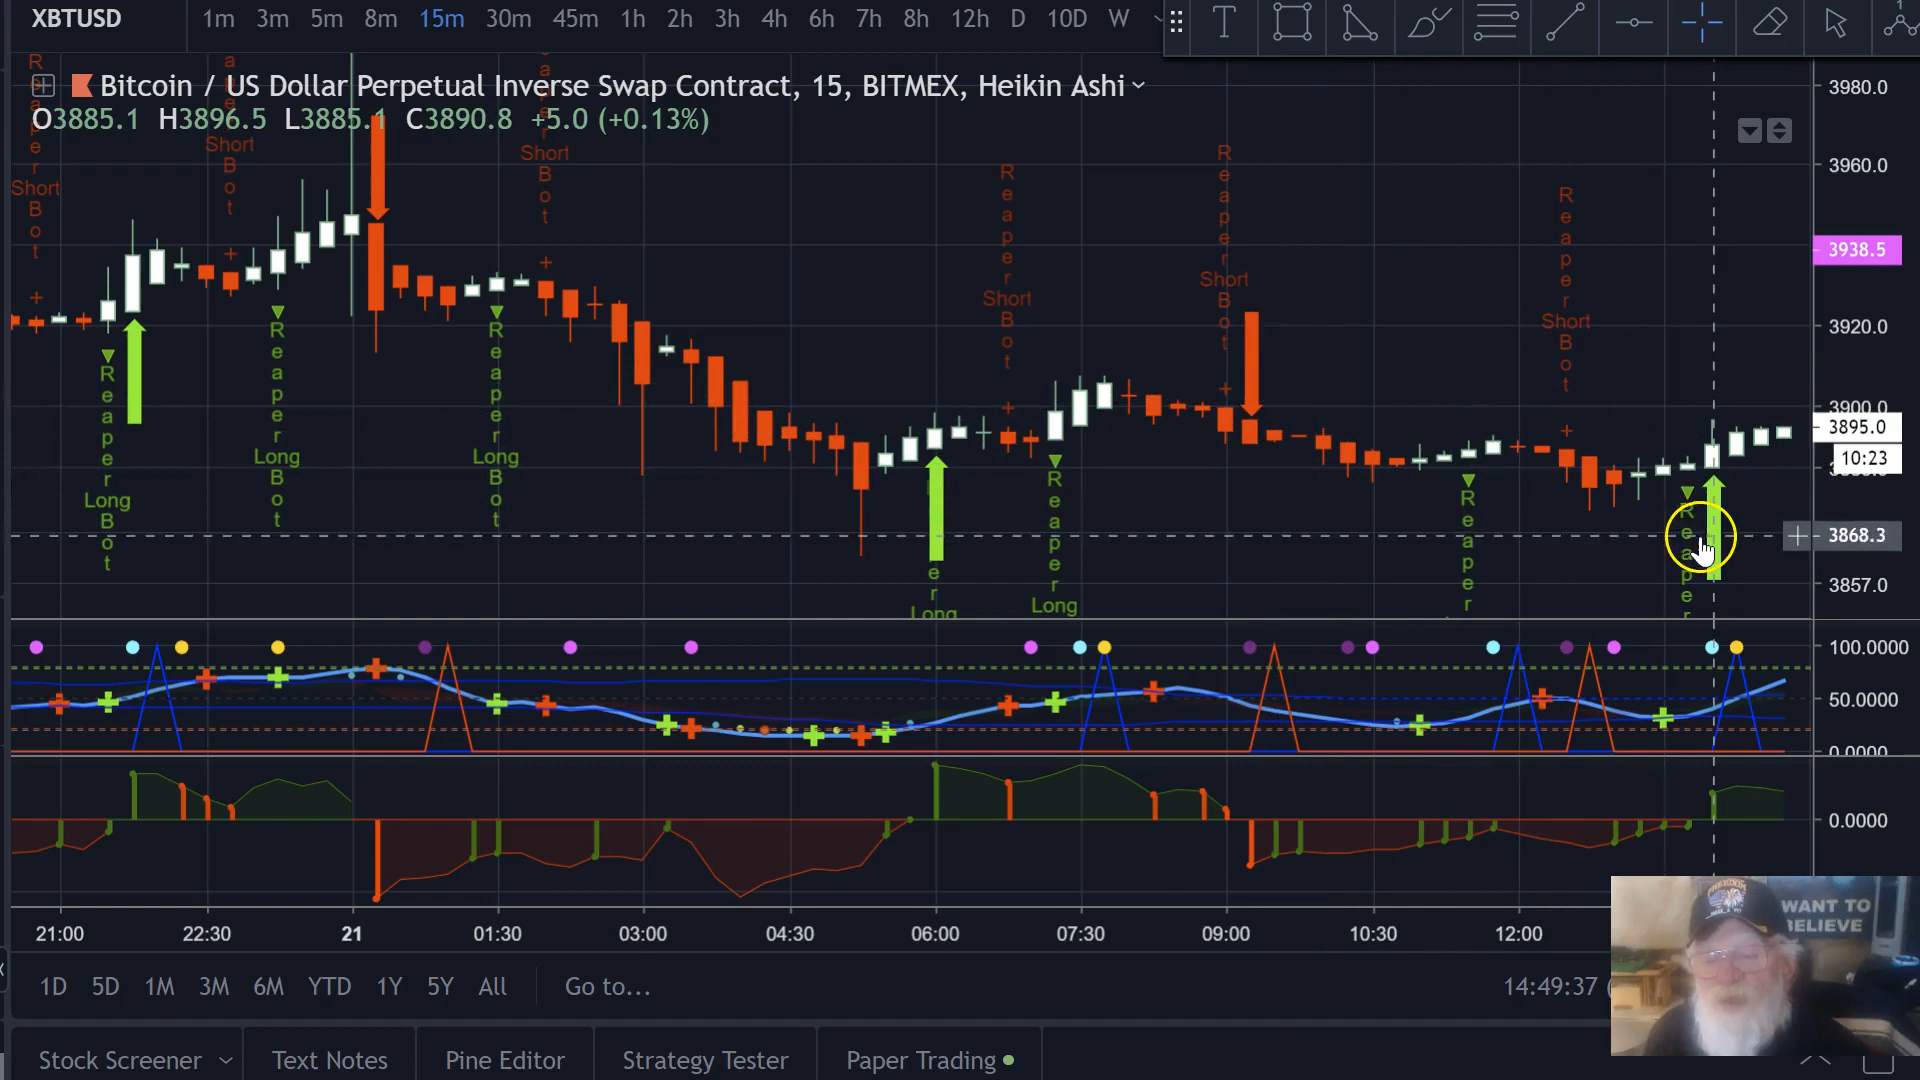 XBTUSD 1m 3m 5m 8m 15m 30m 45m 1h 2h 3h 4h 6h 7h 8h 12h D 10D W
Bitcoin / US Dollar Perpetual Inverse Swap Contract, 15, BITMEX, Heikin Ashi
O3885.1 H3896.5 L3885.1 C3890.8 +5.0 (+0.13%)
Reaper Short Bot
Reaper Short Bot
Reaper Short Bot
Reaper Short Bot
Reaper Short Bot
Reaper Short Bot
Reaper Long Bot
Reaper Long Bot
Reaper Long Bot
er Long
Reaper Long
Reaper
Reaper
3980.0
3960.0
3938.5
3920.0
3900.0
3895.0
10:23
3868.3
3857.0
100.0000
50.0000
0.0000
0.0000
21:00 22:30 21 01:30 03:00 04:30 06:00 07:30 09:00 10:30 12:00
1D 5D 1M 3M 6M YTD 1Y 5Y All Go to... 14:49:37 (
WANT TO
BELIEVE
FREEDOM
Stock Screener Text Notes Pine Editor Strategy Tester Paper Trading